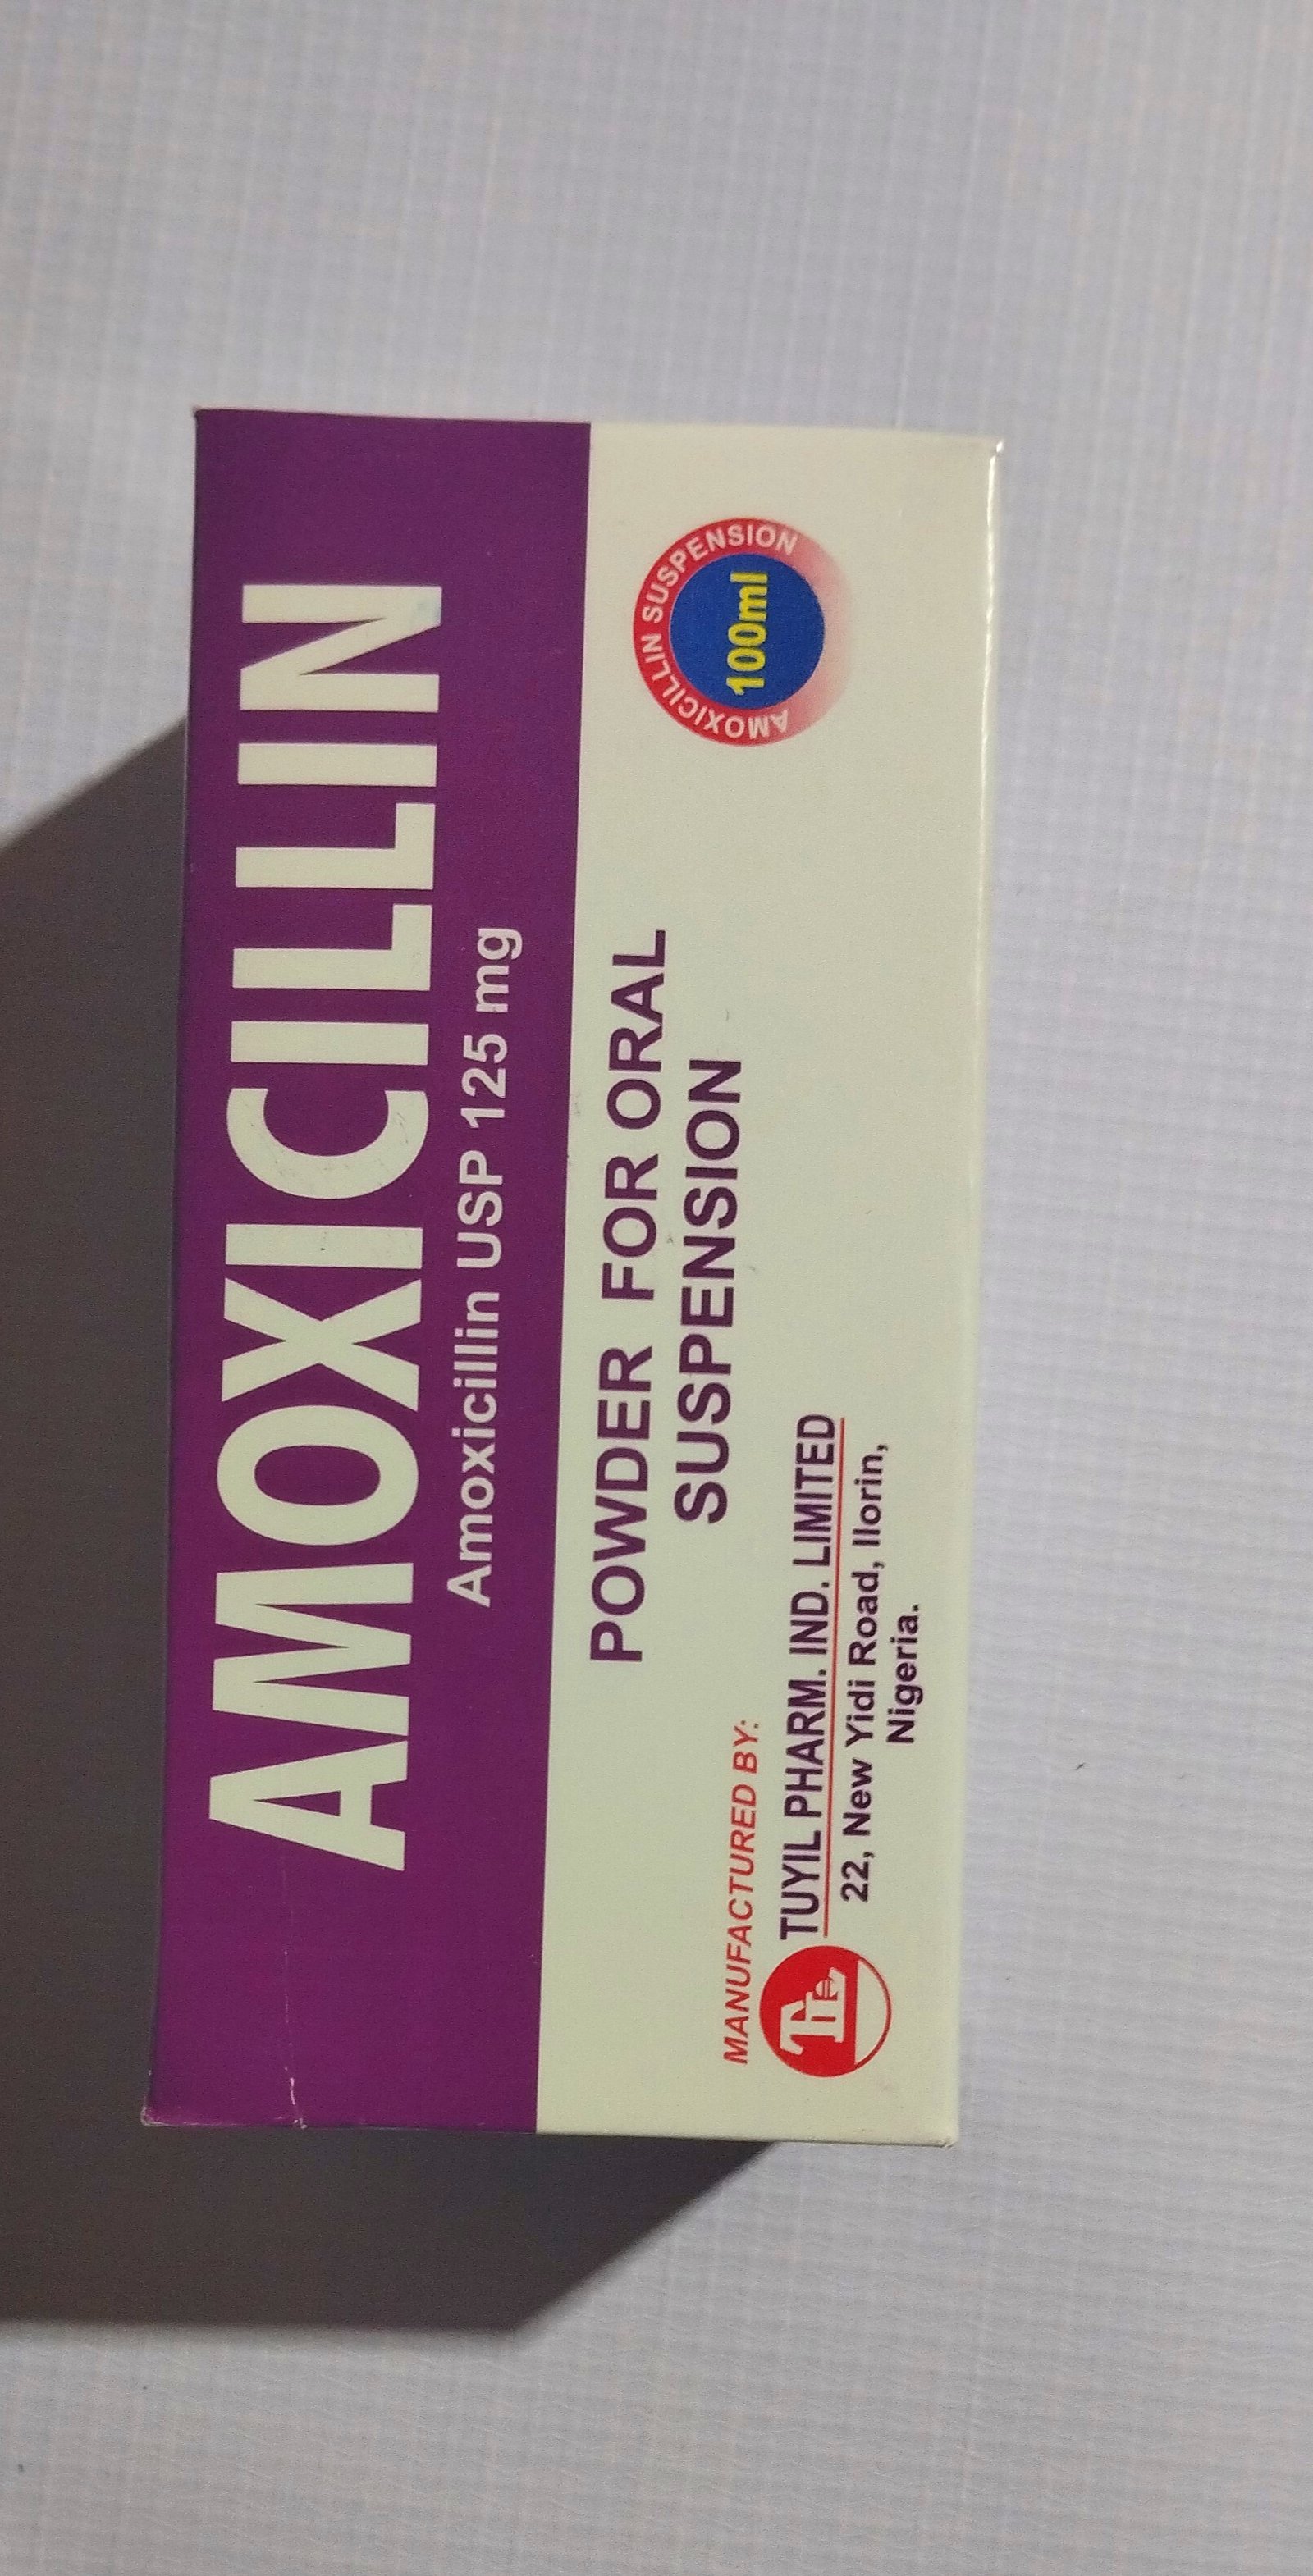 AMOXICILLIN
Amoxicillin USP 125 mg
POWDER FOR ORAL
SUSPENSION
AMOXICILLIN SUSPENSION
100ml
MANUFACTURED BY:
TUYIL PHARM. IND. LIMITED
22, New Yidi Road, Ilorin,
Nigeria.